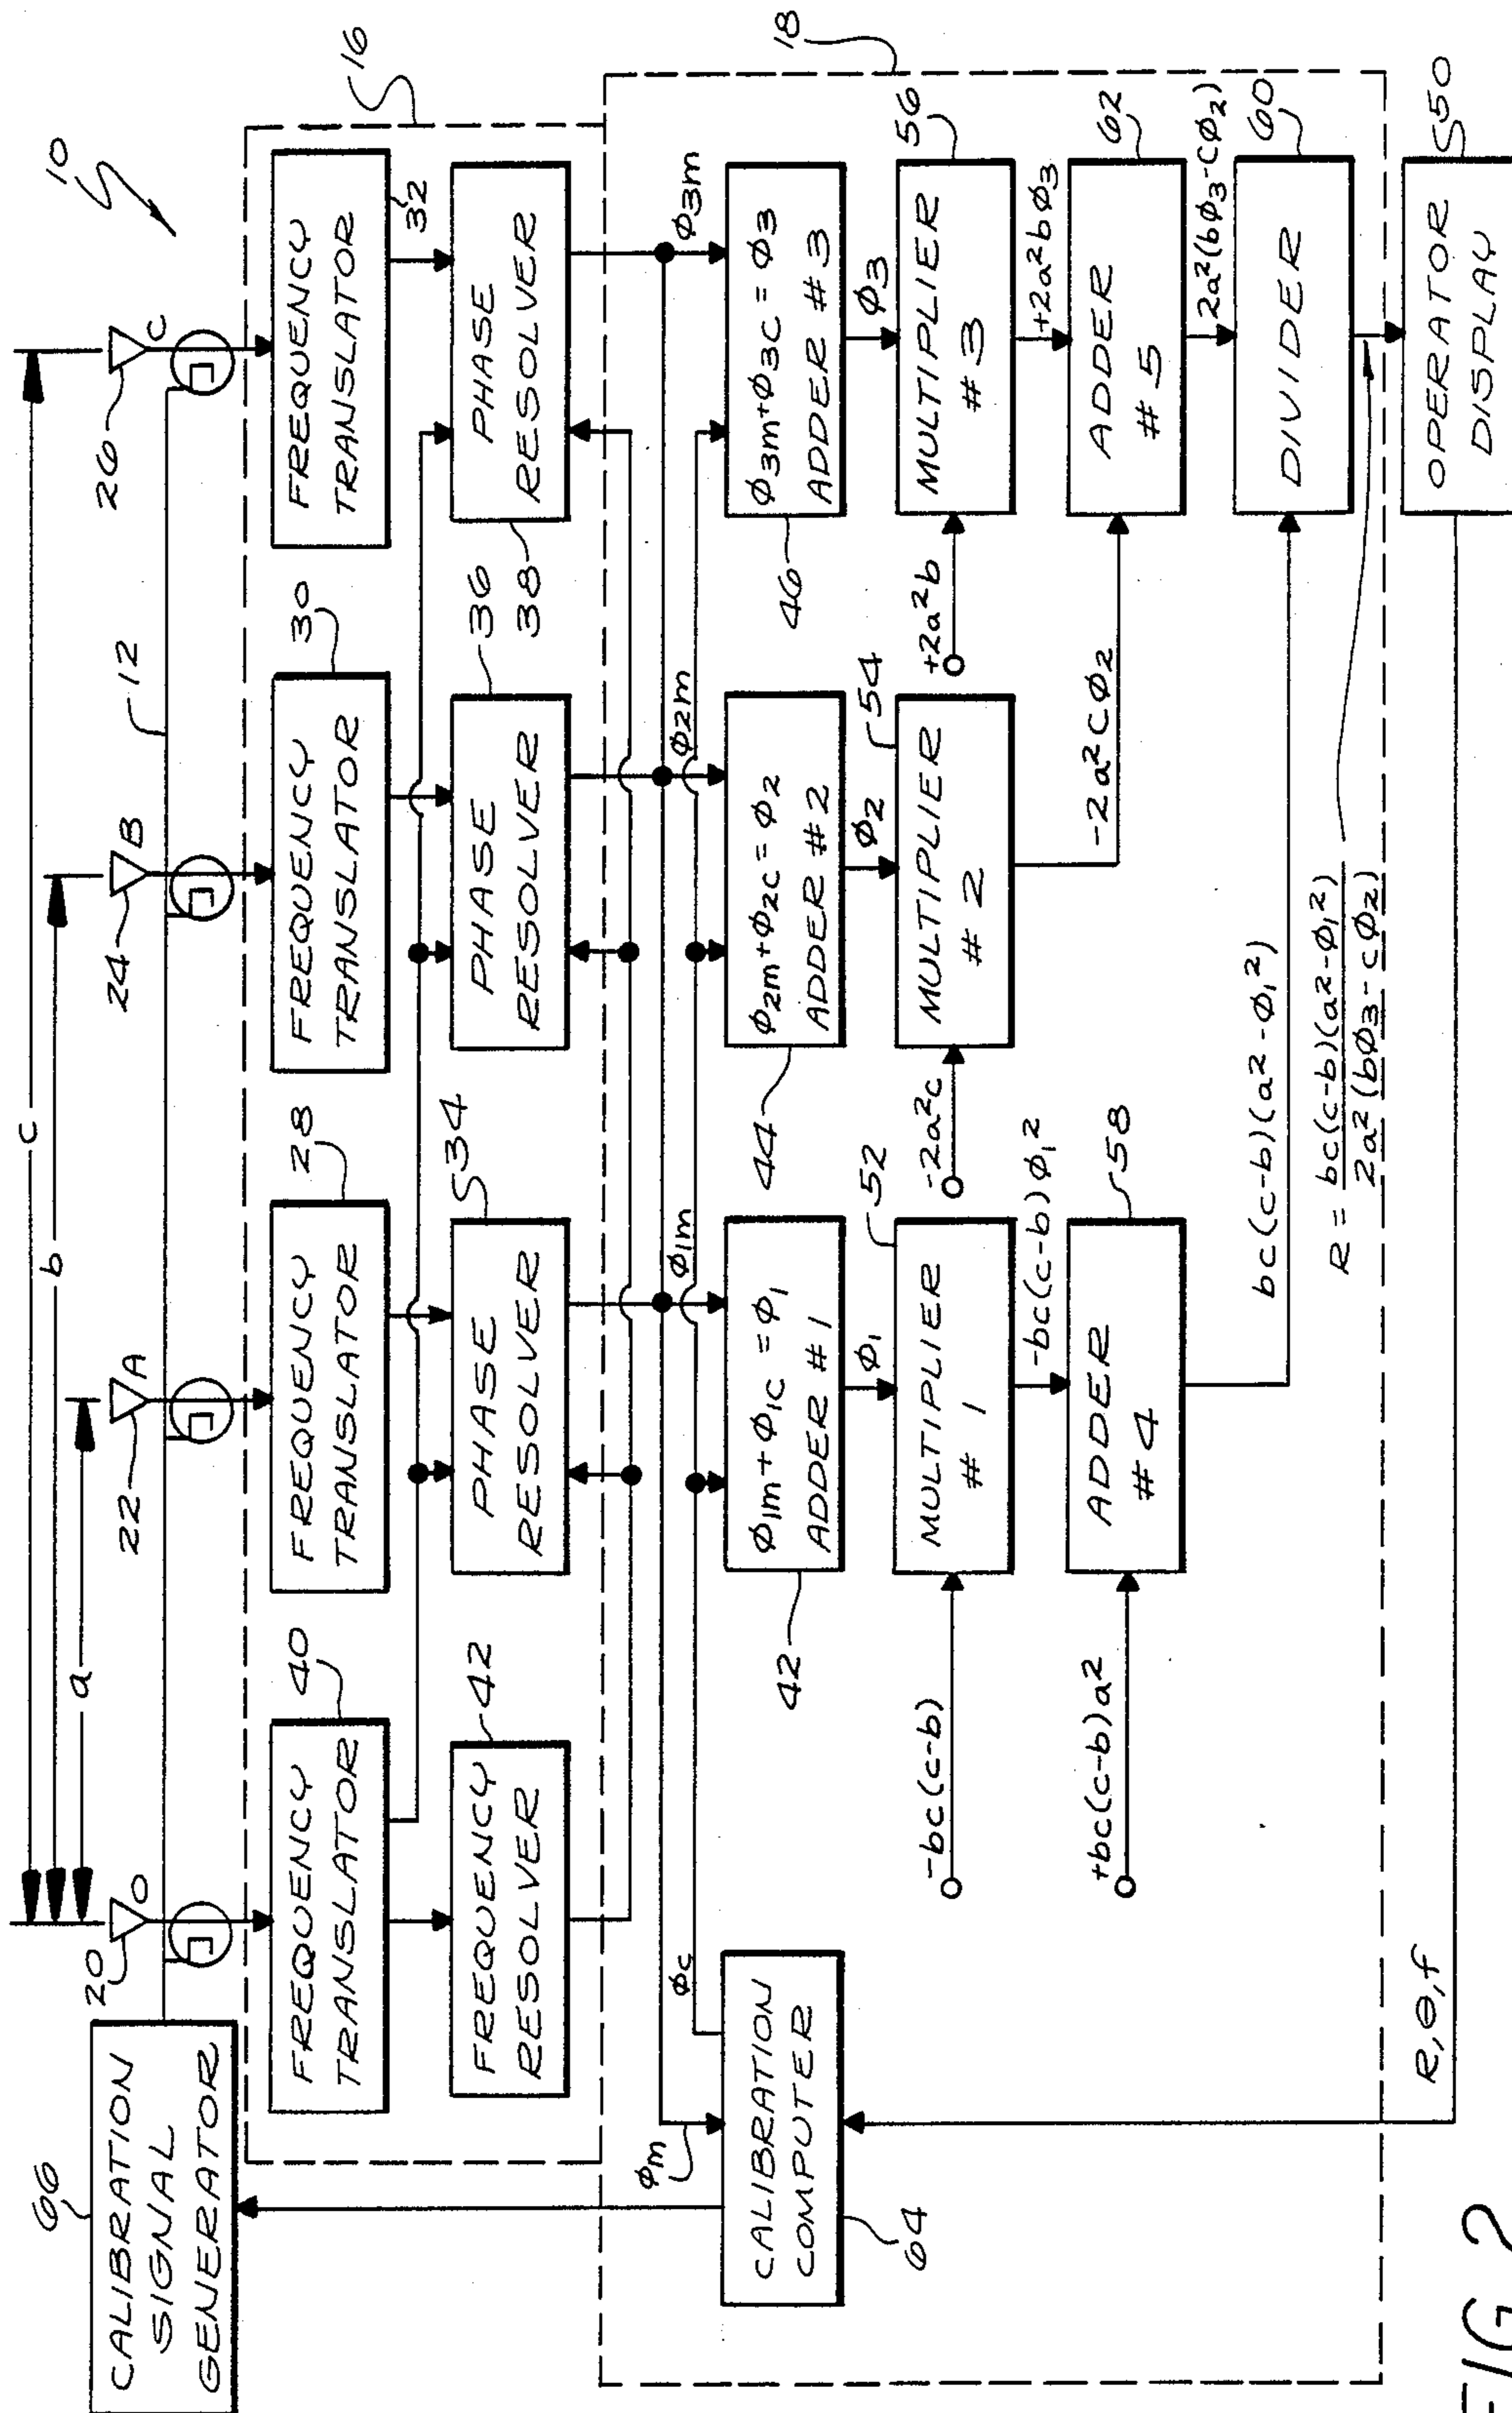 10
16
18
c
b
a
12
20
O
22
A
24
B
26
C
66
CALIBRATION
SIGNAL
GENERATOR
FREQUENCY
TRANSLATOR
40
FREQUENCY
TRANSLATOR
28
FREQUENCY
TRANSLATOR
30
FREQUENCY
TRANSLATOR
32
FREQUENCY
RESOLVER
42
PHASE
RESOLVER
34
PHASE
RESOLVER
36
PHASE
RESOLVER
38
φm
φc
φ1m
φ2m
φ3m
CALIBRATION
COMPUTER
64
φ1m+φ1c = φ1
ADDER #1
42
φ2m+φ2c = φ2
ADDER #2
44
φ3m+φ3c = φ3
ADDER #3
46
φ1
φ2
φ3
-bc(c-b)
MULTIPLIER
# 1
52
-2a²c
MULTIPLIER
# 2
54
+2a²b
MULTIPLIER
# 3
56
-bc(c-b)φ1²
+2a²bφ3
+bc(c-b)a²
ADDER
# 4
58
-2a²cφ2
ADDER
# 5
62
2a²(bφ3-cφ2)
bc(c-b)(a²-φ1²)
DIVIDER
60
R = bc(c-b)(a²-φ1²)
2a²(bφ3-cφ2)
R, θ, f
OPERATOR
DISPLAY
50
FIG 2